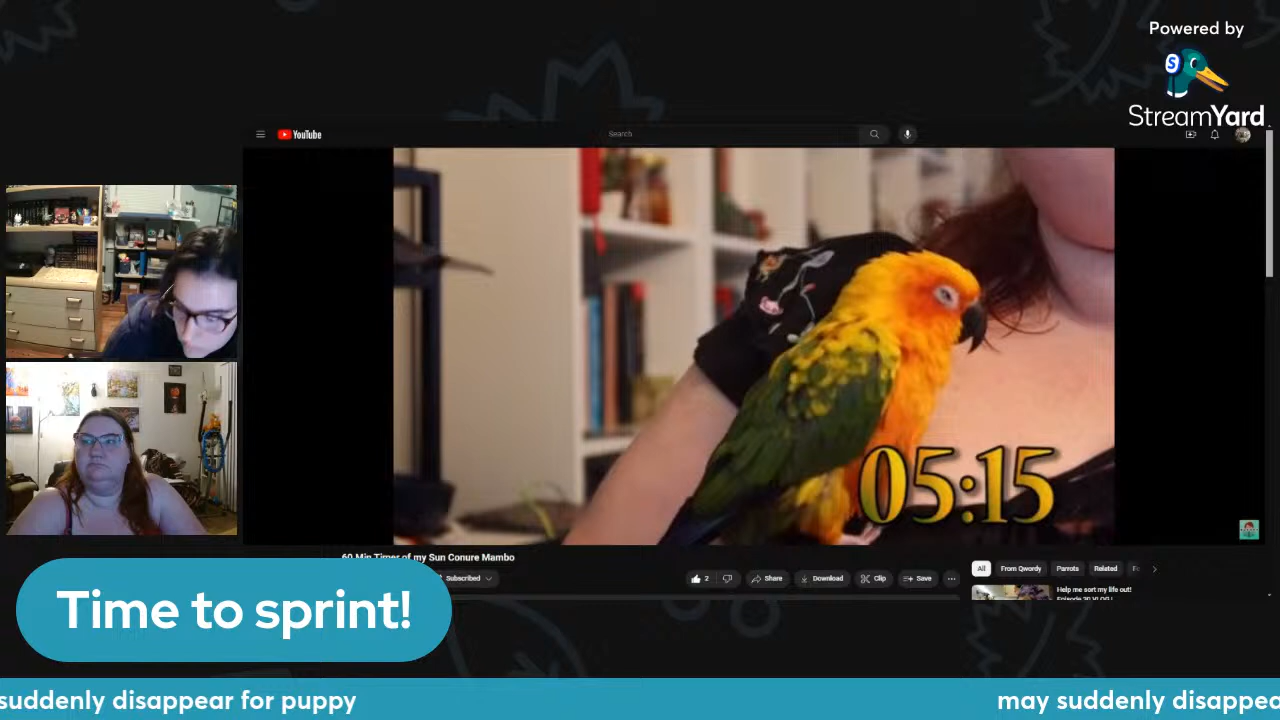 Powered by
StreamYard
YouTube
Search
05:15
60 Min Timer of my Sun Conure Mambo
Subscribed
2
Share
Download
Clip
Save
All
From Qwordy
Parrots
Related
Help me sort my life out!
Time to sprint!
suddenly disappear for puppy
may suddenly disappea